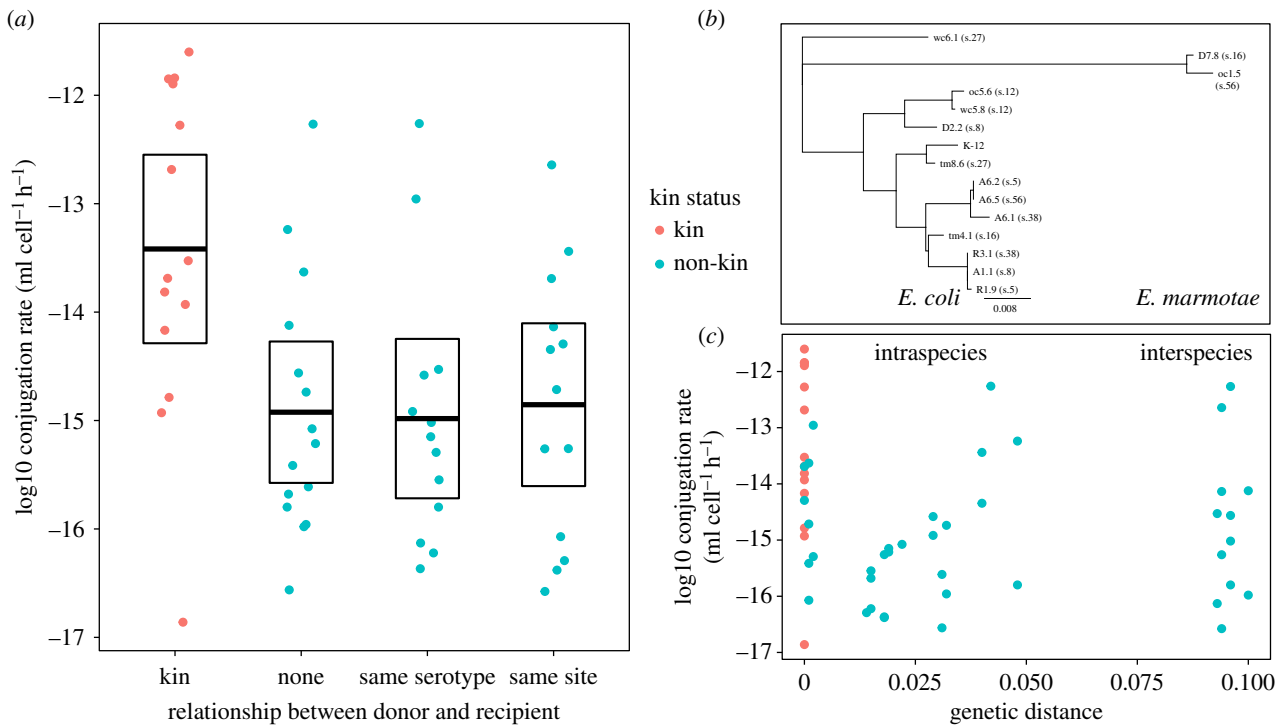 (a)
log10 conjugation rate (ml cell⁻¹ h⁻¹)
−12
−13
−14
−15
−16
−17
kin
none
same serotype
same site
relationship between donor and recipient
kin status
kin
non-kin
(b)
wc6.1 (s.27)
D7.8 (s.16)
oc1.5
(s.56)
oc5.6 (s.12)
wc5.8 (s.12)
D2.2 (s.8)
K-12
tm8.6 (s.27)
A6.2 (s.5)
A6.5 (s.56)
A6.1 (s.38)
tm4.1 (s.16)
R3.1 (s.38)
A1.1 (s.8)
R1.9 (s.5)
E. coli
0.008
E. marmotae
(c)
intraspecies
interspecies
log10 conjugation rate
(ml cell⁻¹ h⁻¹)
−12
−13
−14
−15
−16
−17
0
0.025
0.050
0.075
0.100
genetic distance